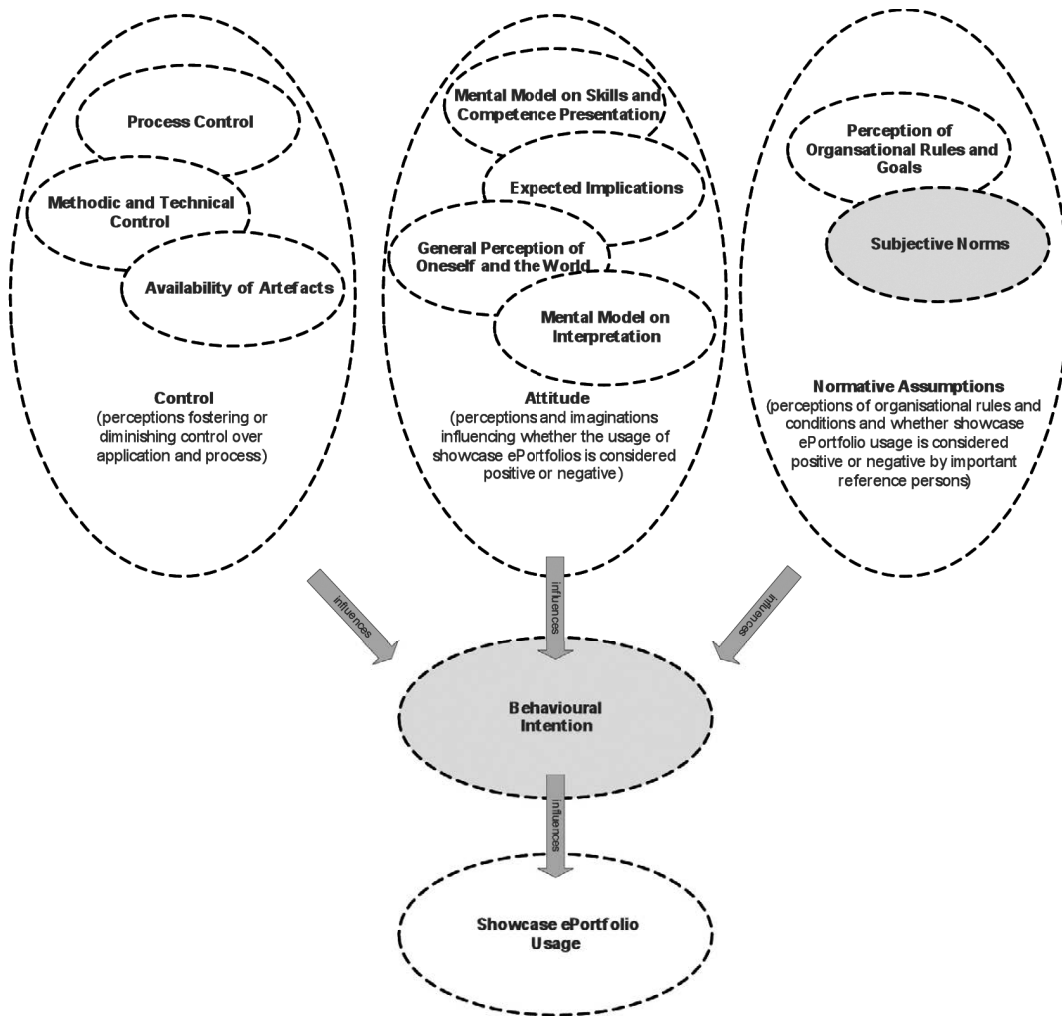 Process Control
Methodic and Technical
Control
Availability of Artefacts
Control
(perceptions fostering or
diminishing control over
application and process)
Mental Model on Skills and
Competence Presentation
Expected Implications
General Perception of
Oneself and the World
Mental Model on
Interpretation
Attitude
(perceptions and imaginations
influencing whether the usage of
showcase ePortfolios is considered
positive or negative)
Perception of
Organsational Rules and
Goals
Subjective Norms
Normative Assumptions
(perceptions of organisational rules and
conditions and whether showcase
ePortfolio usage is considered
positive or negative by important
reference persons)
influences
influences
influences
Behavioural
Intention
influences
Showcase ePortfolio
Usage